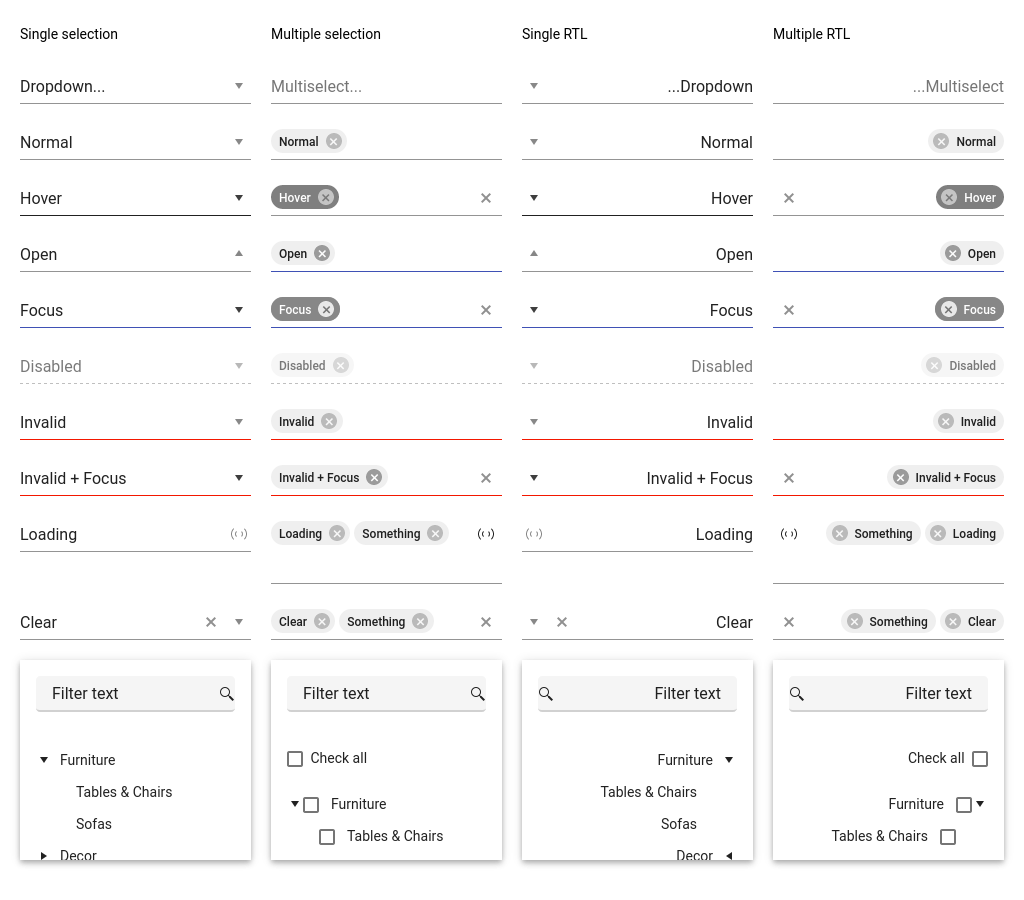 Single selection Multiple selection Single RTL Multiple RTL
Dropdown... Multiselect... ...Dropdown ...Multiselect
Normal Normal Normal Normal
Hover Hover Hover Hover
Open Open Open Open
Focus Focus Focus Focus
Disabled Disabled Disabled Disabled
Invalid Invalid Invalid Invalid
Invalid + Focus Invalid + Focus Invalid + Focus Invalid + Focus
Loading Loading Something Loading Something Loading
Clear Clear Something Clear Something Clear
Filter text Filter text Filter text Filter text
Furniture Check all Furniture Check all
Tables & Chairs Furniture Tables & Chairs Furniture
Sofas Tables & Chairs Sofas Tables & Chairs
Decor Decor